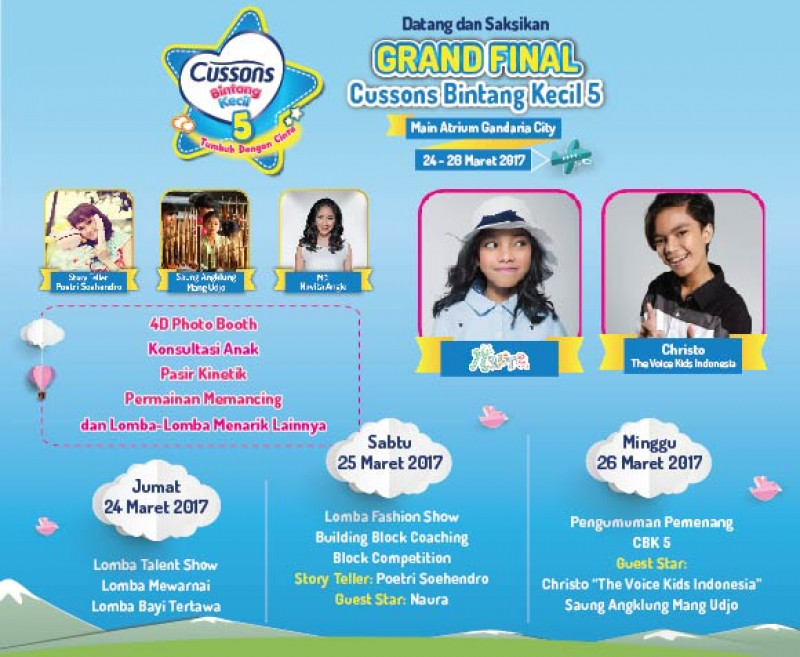 Cussons
Bintang
Kecil
5
Tumbuh Dengan Cinta
Datang dan Saksikan
GRAND FINAL
Cussons Bintang Kecil 5
Main Atrium Gandaria City
24 - 26 Maret 2017
Story Teller
Poetri Soehendro
Saung Angklung
Mang Udjo
MC
Novita Angie
Naura
Christo
The Voice Kids Indonesia
4D Photo Booth
Konsultasi Anak
Pasir Kinetik
Permainan Memancing
dan Lomba-Lomba Menarik Lainnya
Jumat
24 Maret 2017
Lomba Talent Show
Lomba Mewarnai
Lomba Bayi Tertawa
Sabtu
25 Maret 2017
Lomba Fashion Show
Building Block Coaching
Block Competition
Story Teller: Poetri Soehendro
Guest Star: Naura
Minggu
26 Maret 2017
Pengumuman Pemenang
CBK 5
Guest Star:
Christo "The Voice Kids Indonesia"
Saung Angklung Mang Udjo